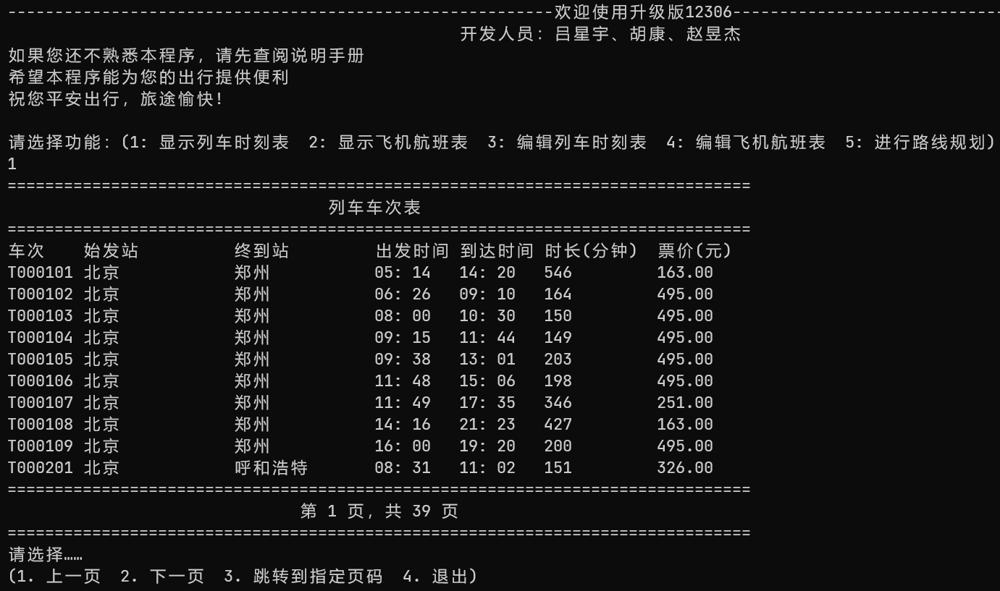 ----------------------------------------------------------欢迎使用升级版12306----------------------------
开发人员：吕星宇、胡康、赵昱杰
如果您还不熟悉本程序，请先查阅说明手册
希望本程序能为您的出行提供便利
祝您平安出行，旅途愉快！
请选择功能：(1: 显示列车时刻表  2: 显示飞机航班表  3: 编辑列车时刻表  4: 编辑飞机航班表  5: 进行路线规划)
1
===============================================================================
列车车次表
===============================================================================
车次    始发站          终到站         出发时间 到达时间 时长(分钟)  票价(元)
T000101 北京            郑州           05: 14   14: 20   546         163.00
T000102 北京            郑州           06: 26   09: 10   164         495.00
T000103 北京            郑州           08: 00   10: 30   150         495.00
T000104 北京            郑州           09: 15   11: 44   149         495.00
T000105 北京            郑州           09: 38   13: 01   203         495.00
T000106 北京            郑州           11: 48   15: 06   198         495.00
T000107 北京            郑州           11: 49   17: 35   346         251.00
T000108 北京            郑州           14: 16   21: 23   427         163.00
T000109 北京            郑州           16: 00   19: 20   200         495.00
T000201 北京            呼和浩特       08: 31   11: 02   151         326.00
===============================================================================
第 1 页，共 39 页
===============================================================================
请选择……
(1. 上一页  2. 下一页  3. 跳转到指定页码  4. 退出)